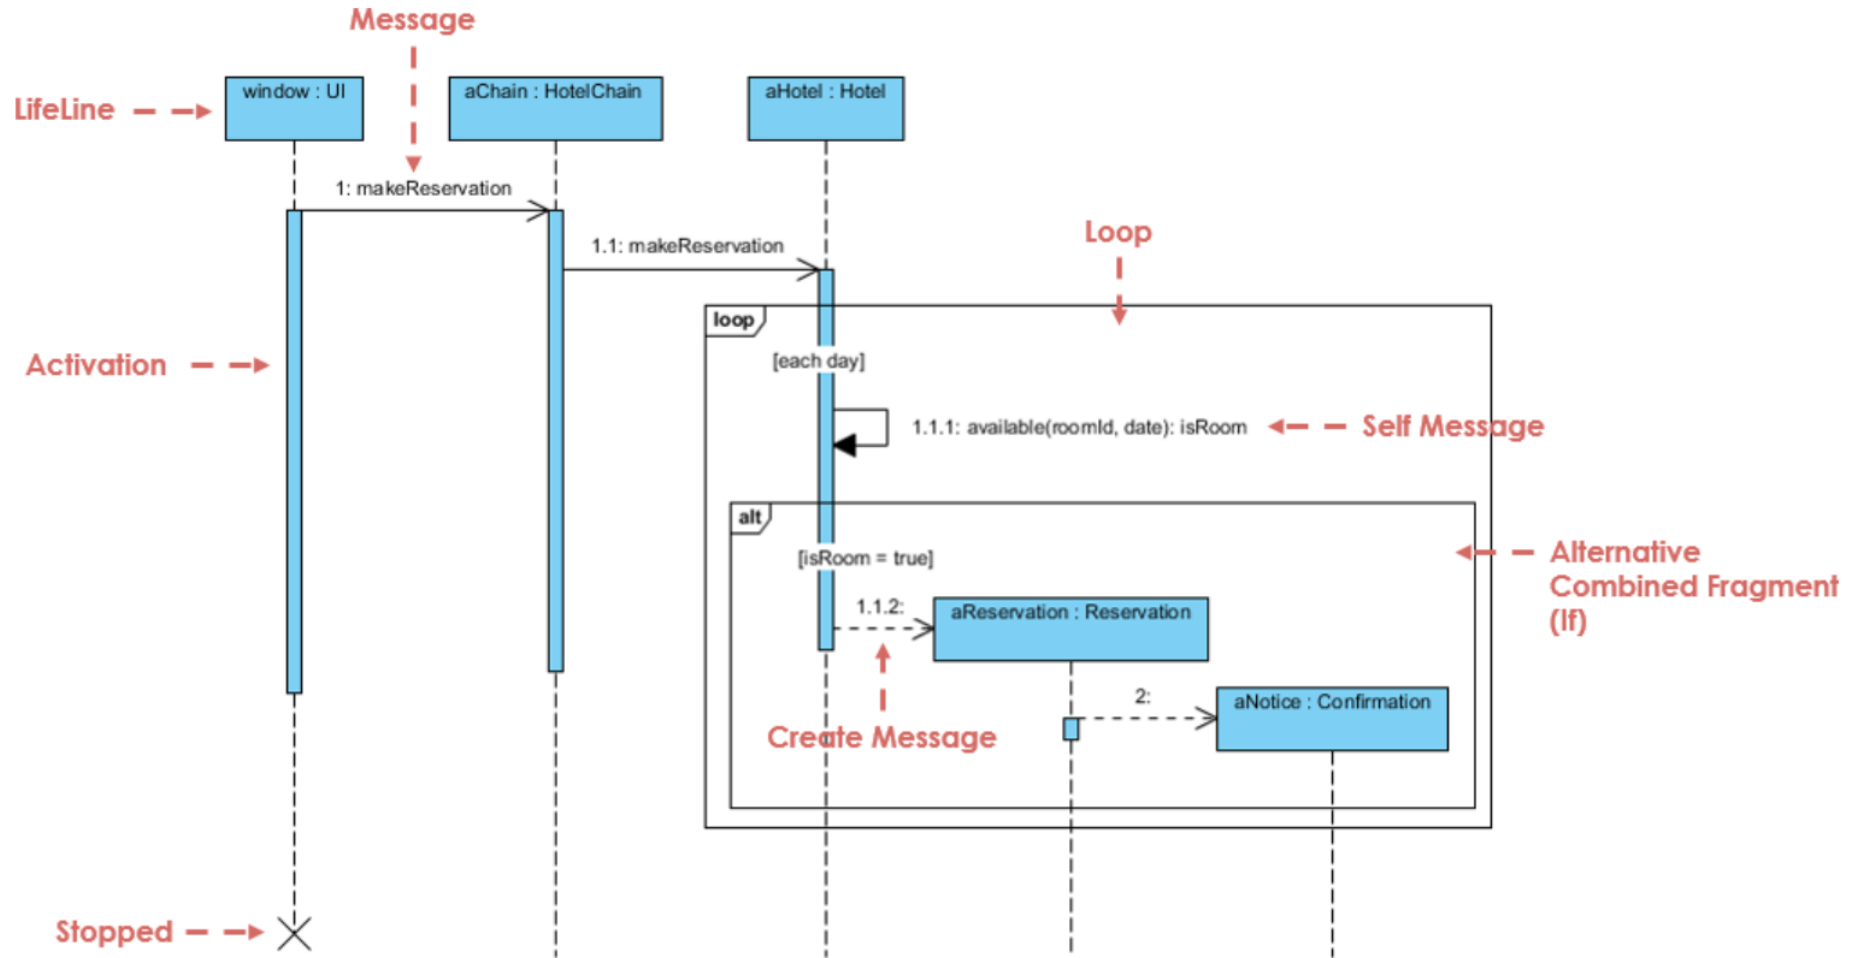 Message
LifeLine
window : UI
aChain : HotelChain
aHotel : Hotel
1: makeReservation
1.1: makeReservation
Loop
loop
[each day]
Activation
1.1.1: available(roomId, date): isRoom
Self Message
alt
[isRoom = true]
Alternative
Combined Fragment
(If)
1.1.2:
aReservation : Reservation
2:
aNotice : Confirmation
Create Message
Stopped